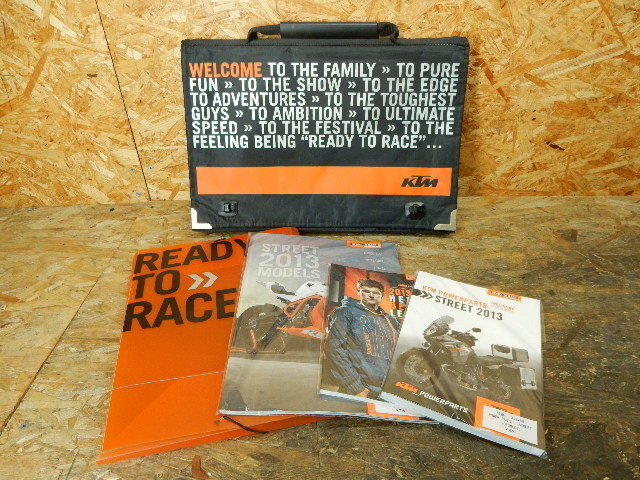 WELCOME TO THE FAMILY » TO PURE
FUN » TO THE SHOW » TO THE EDGE
TO ADVENTURES » TO THE TOUGHEST
GUYS » TO AMBITION » TO ULTIMATE
SPEED » TO THE FESTIVAL » TO THE
FEELING BEING "READY TO RACE"...
KTM
READY
TO »
RACE
STREET
2013
MODELS
2013
KTM POWERPARTS
» STREET 2013
KTM POWERPARTS